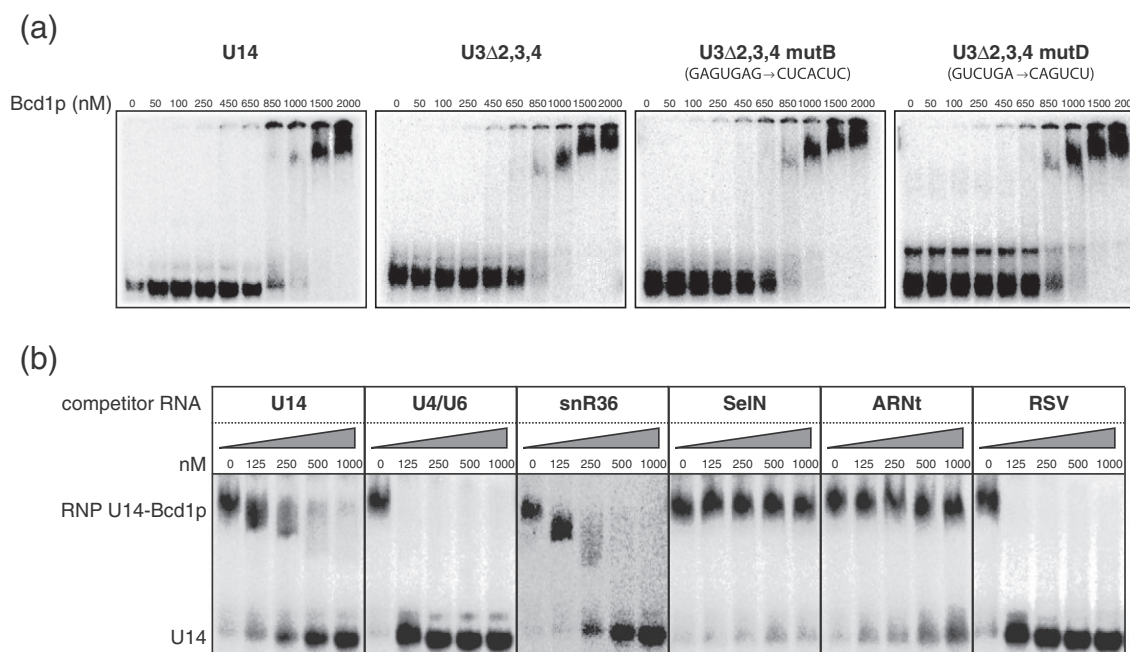 (a)
U14 U3Δ2,3,4 U3Δ2,3,4 mutB U3Δ2,3,4 mutD
(GAGUGAG→CUCACUC) (GUCUGA→CAGUCU)
Bcd1p (nM) 0 50 100 250 450 650 850 1000 1500 2000 0 50 100 250 450 650 850 1000 1500 2000 0 50 100 250 450 650 850 1000 1500 2000 0 50 100 250 450 650 850 1000 1500 2000
(b)
competitor RNA U14 U4/U6 snR36 SelN ARNt RSV
nM 0 125 250 500 1000 0 125 250 500 1000 0 125 250 500 1000 0 125 250 500 1000 0 125 250 500 1000 0 125 250 500 1000
RNP U14-Bcd1p
U14